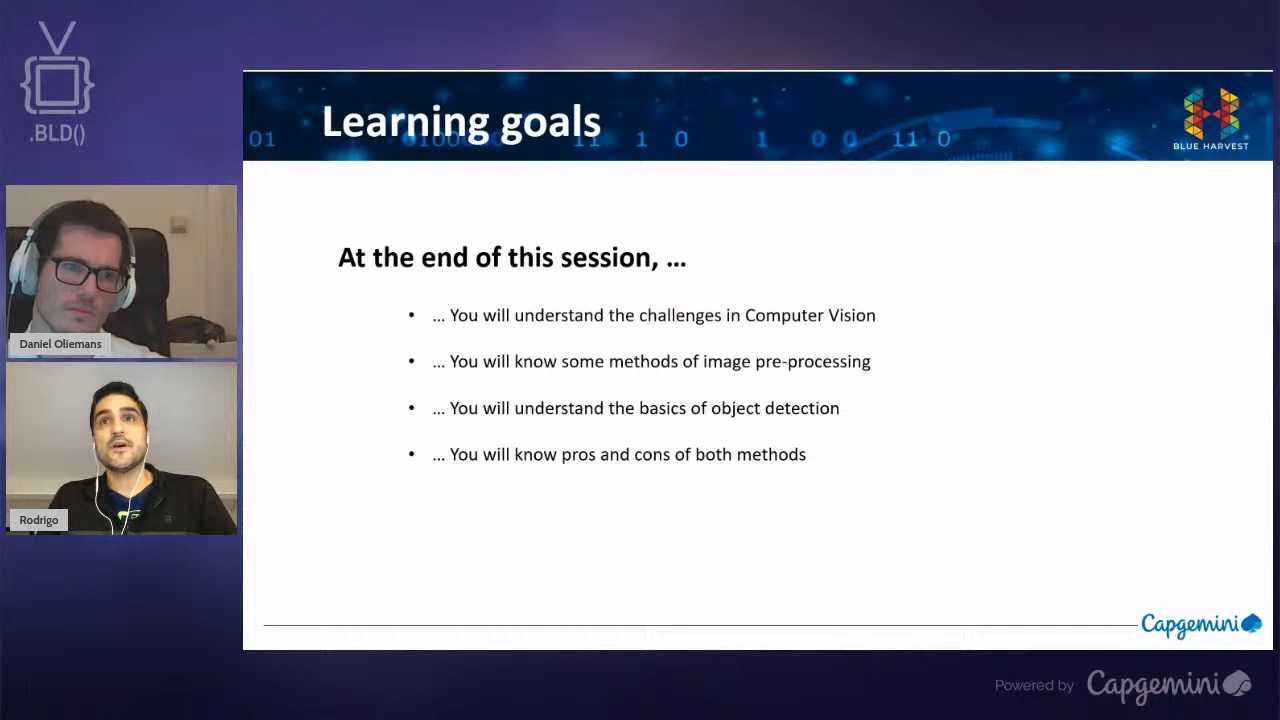 .BLD()
Learning goals
01 0100 11 1 0 1 0 0 11 0
BLUE HARVEST
At the end of this session, ...
• ... You will understand the challenges in Computer Vision
• ... You will know some methods of image pre-processing
• ... You will understand the basics of object detection
• ... You will know pros and cons of both methods
Daniel Oliemans
Rodrigo
Capgemini
Powered by Capgemini